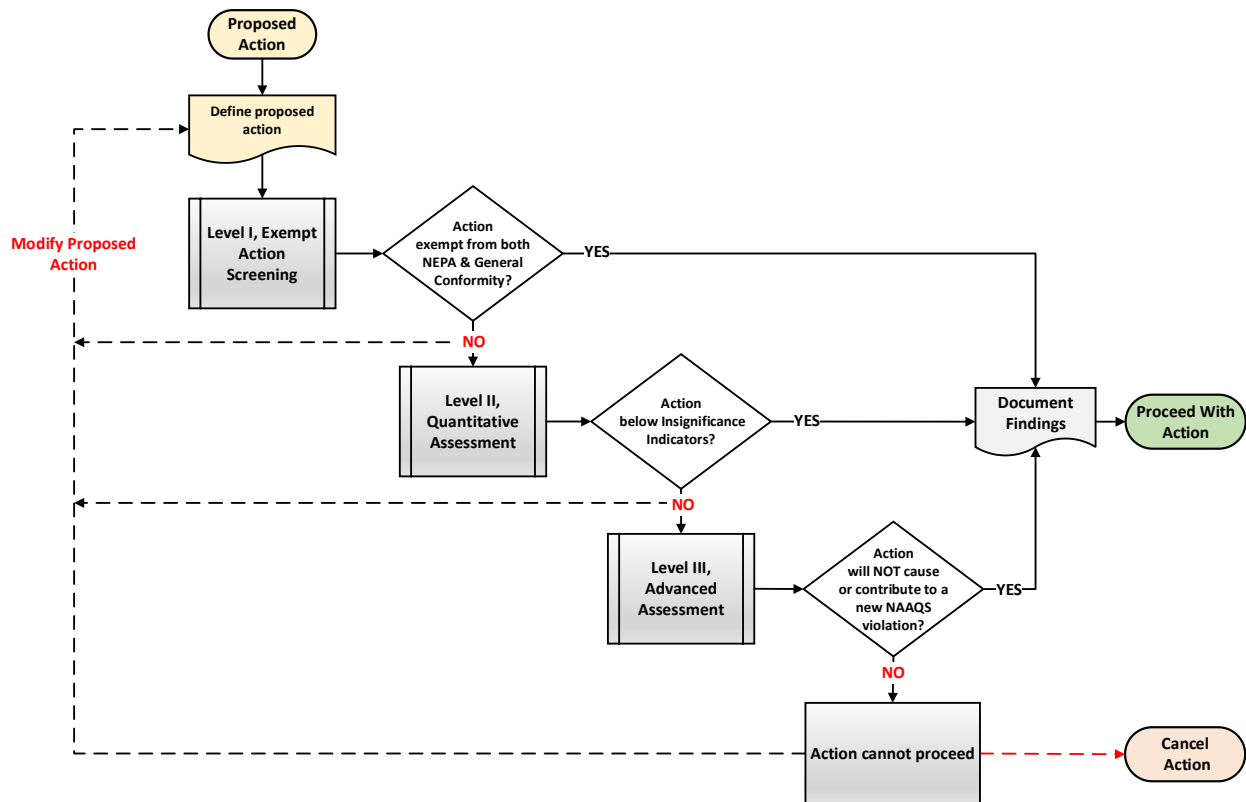 Proposed
Action
Define proposed
action
Modify Proposed
Action
Level I, Exempt
Action
Screening
Action
exempt from both
NEPA & General
Conformity?
YES
NO
Level II,
Quantitative
Assessment
Action
below Insignificance
Indicators?
YES
Document
Findings
Proceed With
Action
NO
Level III,
Advanced
Assessment
Action
will NOT cause
or contribute to a
new NAAQS
violation?
YES
NO
Action cannot proceed
Cancel
Action